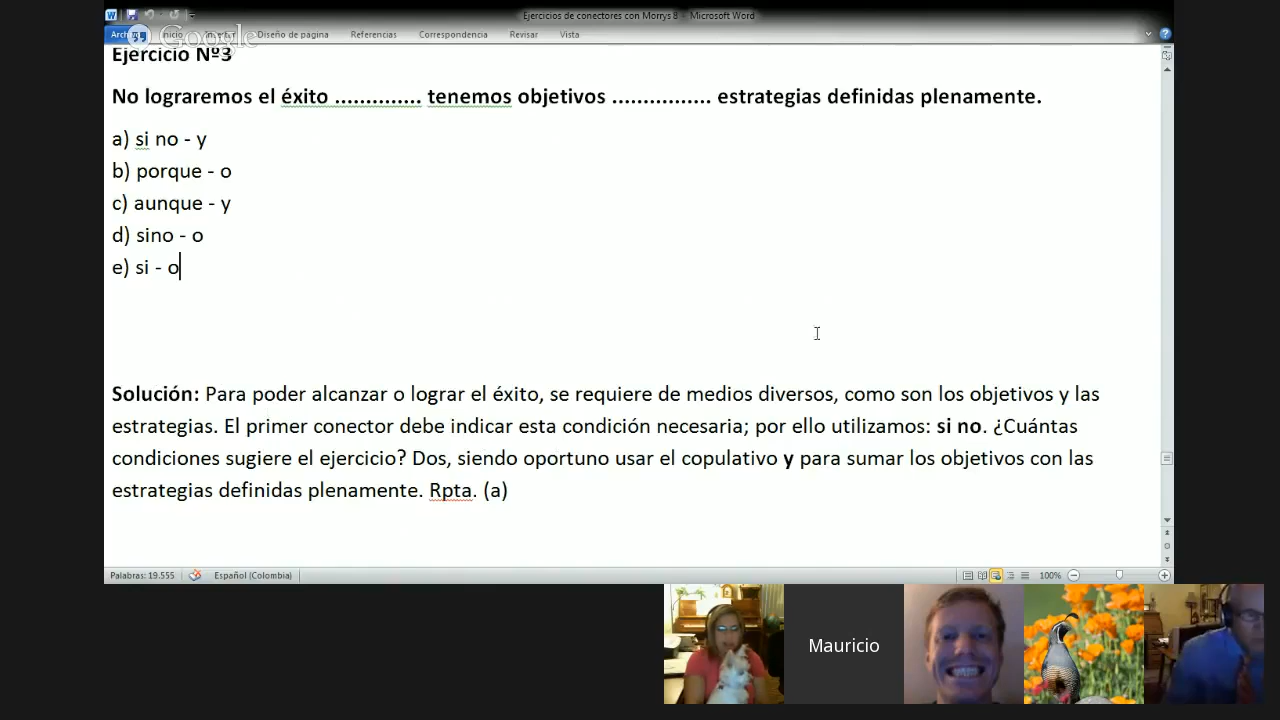 Ejercicios de conectores con Morrys 8 - Microsoft Word
Archivo Inicio Insertar Diseño de página Referencias Correspondencia Revisar Vista
Google
Ejercicio Nº3
No lograremos el éxito .............. tenemos objetivos ................ estrategias definidas plenamente.
a) si no - y
b) porque - o
c) aunque - y
d) sino - o
e) si - o
Solución: Para poder alcanzar o lograr el éxito, se requiere de medios diversos, como son los objetivos y las
estrategias. El primer conector debe indicar esta condición necesaria; por ello utilizamos: si no. ¿Cuántas
condiciones sugiere el ejercicio? Dos, siendo oportuno usar el copulativo y para sumar los objetivos con las
estrategias definidas plenamente. Rpta. (a)
Palabras: 19.555 Español (Colombia) 100%
Mauricio